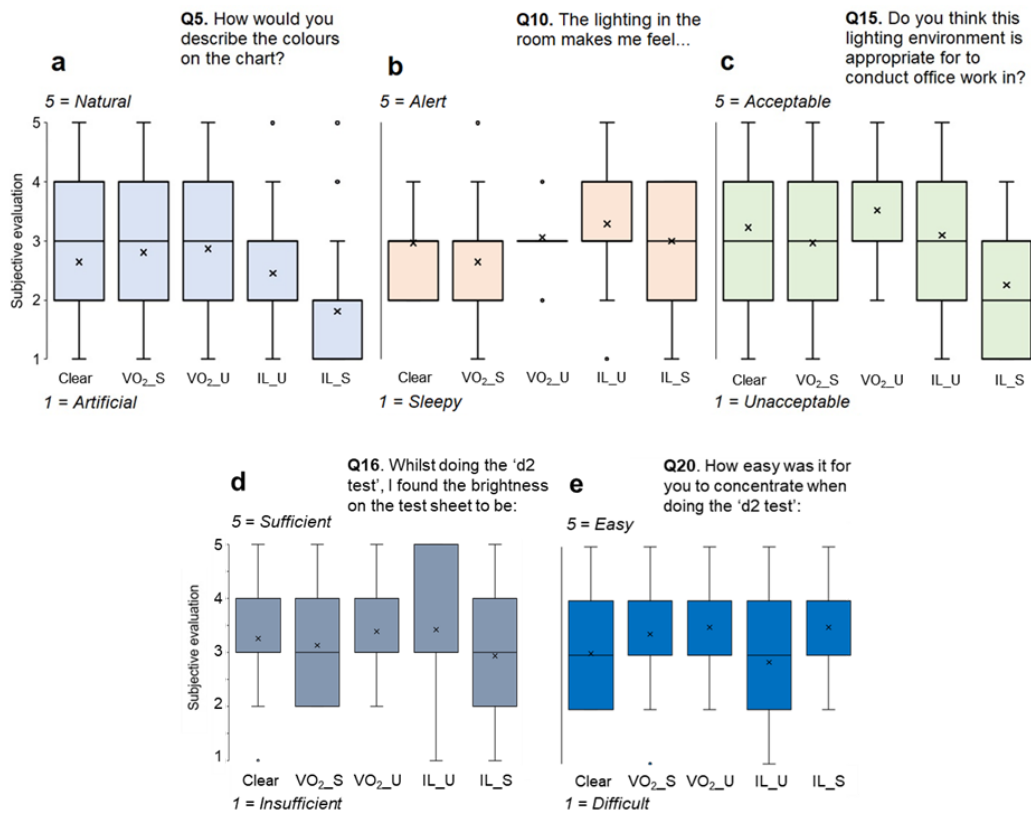 Q5. How would you
describe the colours
on the chart?
a
5 = Natural
5
4
3
2
1
Subjective evaluation
Clear VO₂_S VO₂_U IL_U IL_S
1 = Artificial
Q10. The lighting in the
room makes me feel…
b
5 = Alert
Clear VO₂_S VO₂_U IL_U IL_S
1 = Sleepy
Q15. Do you think this
lighting environment is
appropriate for to
conduct office work in?
c
5 = Acceptable
Clear VO₂_S VO₂_U IL_U IL_S
1 = Unacceptable
Q16. Whilst doing the ‘d2
test’, I found the brightness
on the test sheet to be:
d
5 = Sufficient
5
4
3
2
1
Subjective evaluation
Clear VO₂_S VO₂_U IL_U IL_S
1 = Insufficient
Q20. How easy was it for
you to concentrate when
doing the ‘d2 test’:
e
5 = Easy
Clear VO₂_S VO₂_U IL_U IL_S
1 = Difficult